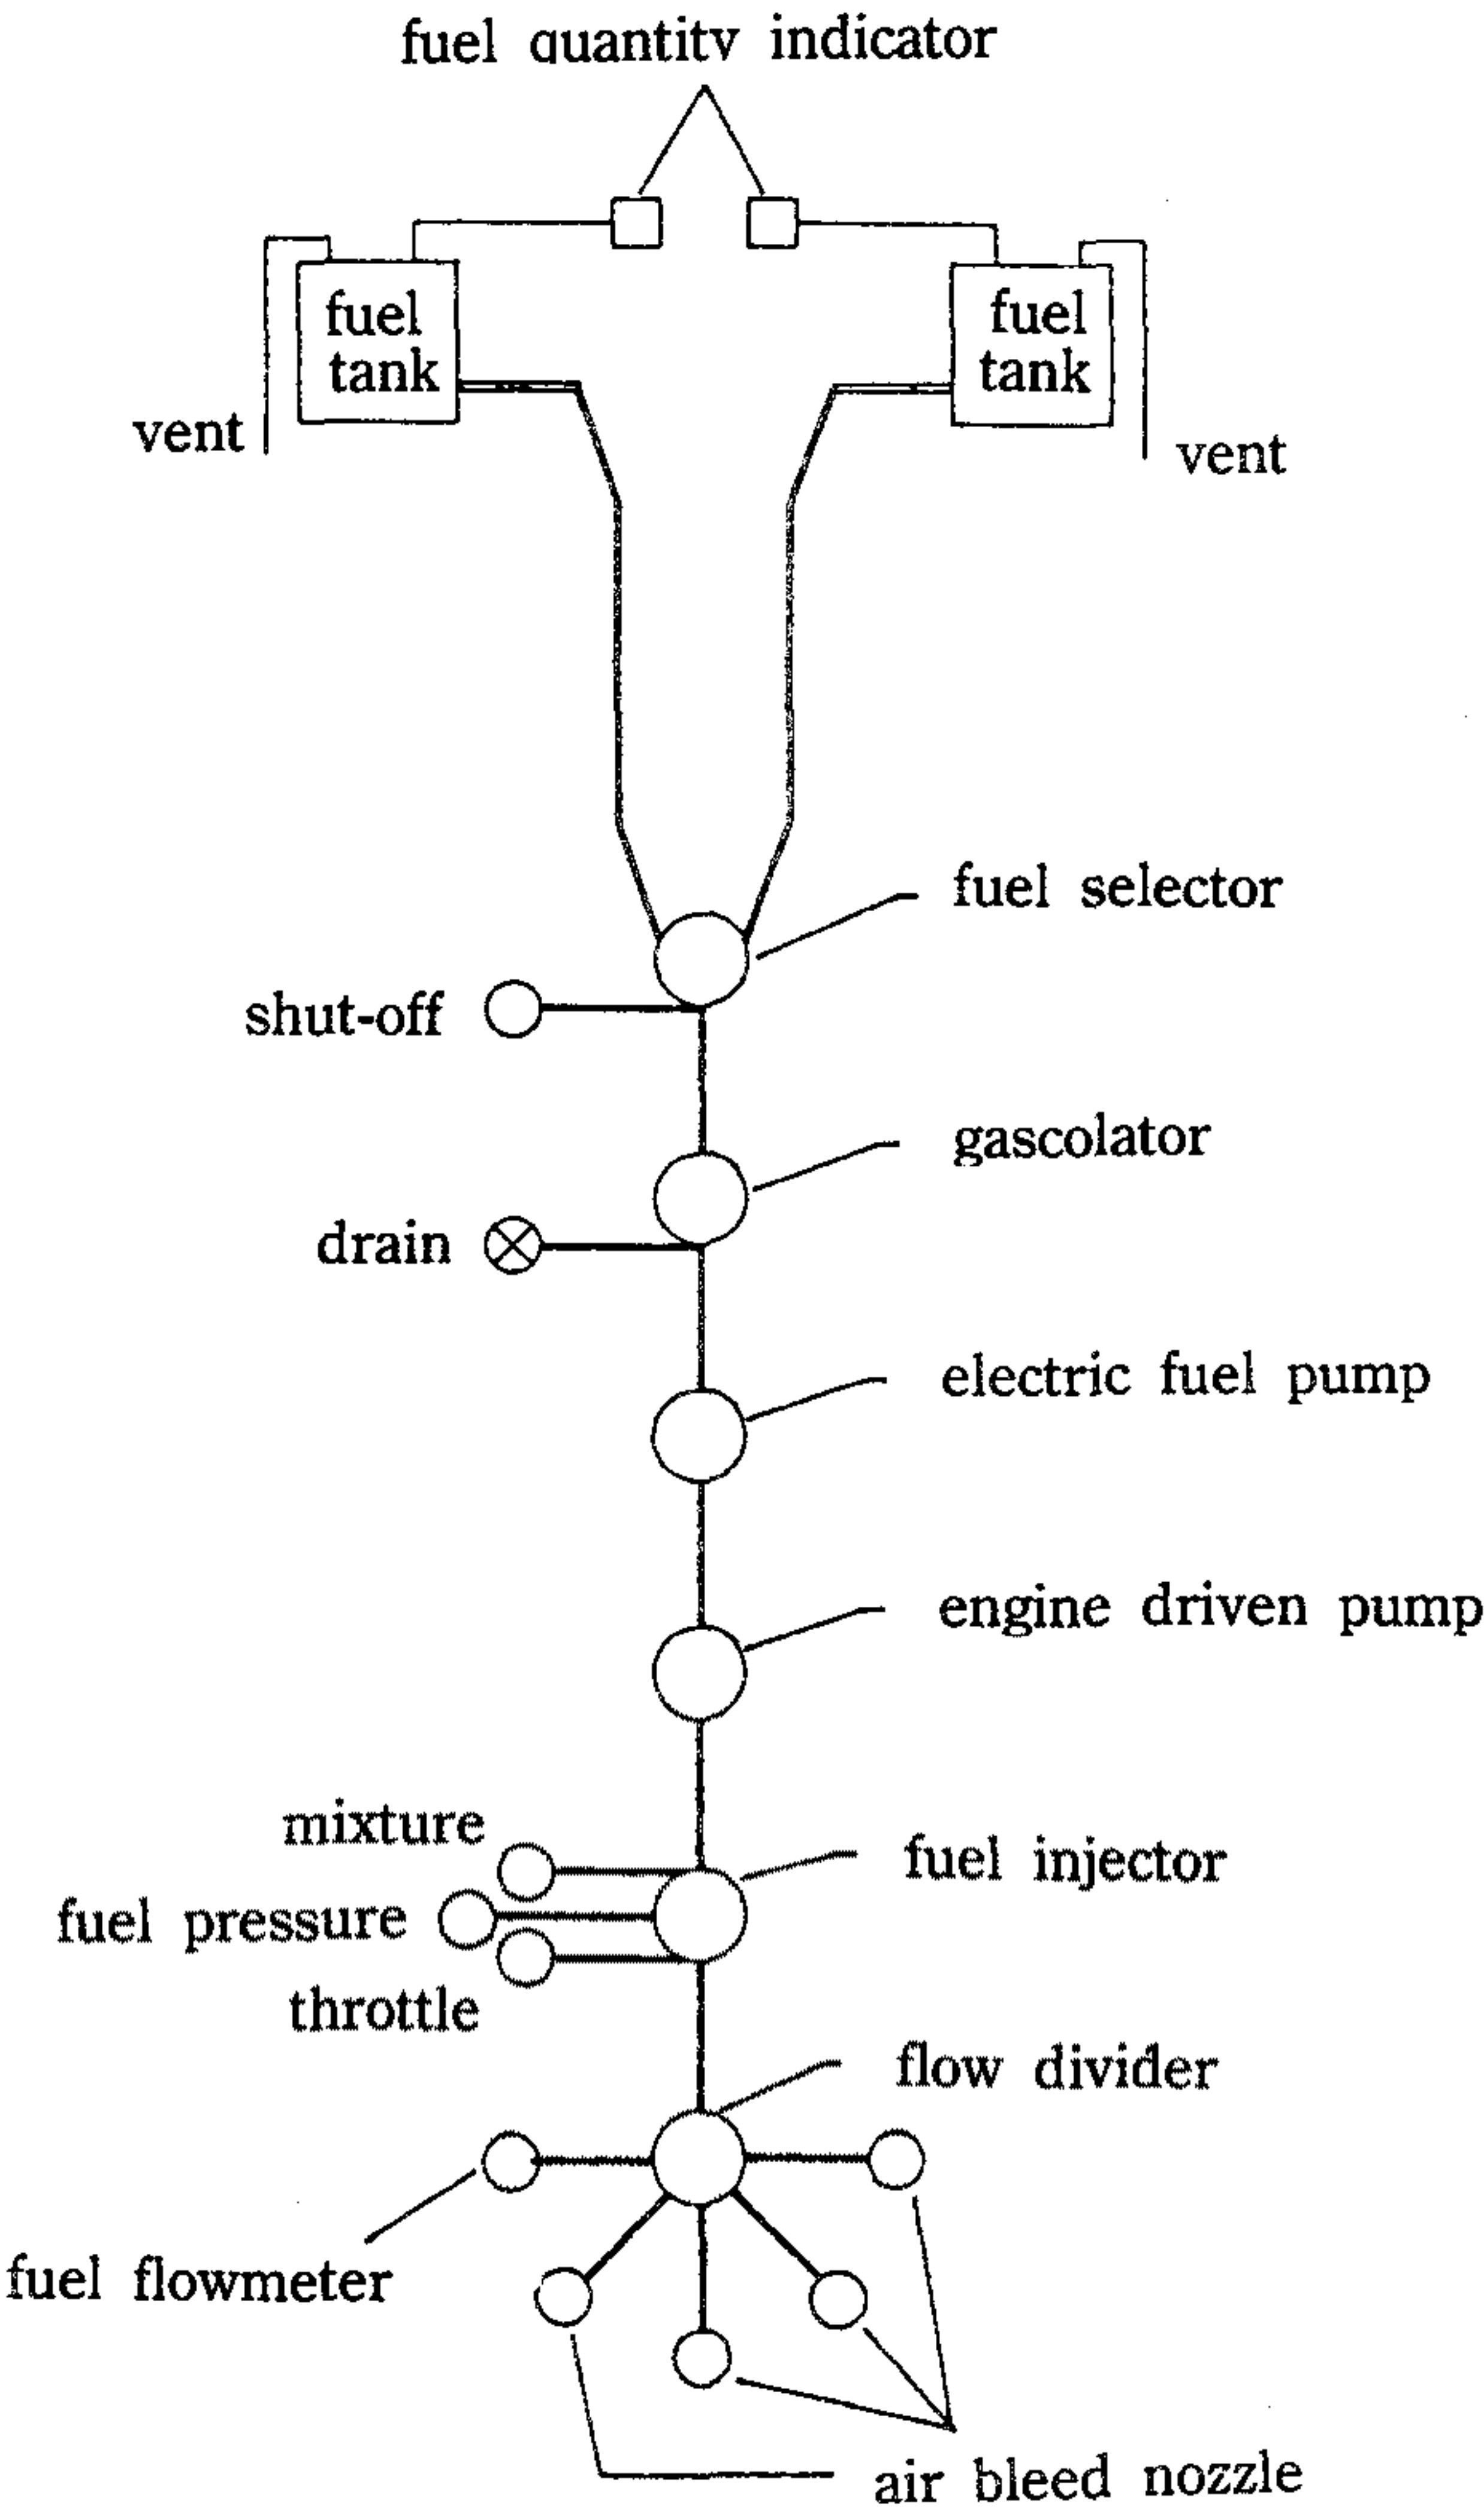 fuel quantitv indicator
fuel
tank
fuel
tank
vent
vent
fuel selector
shut-off
gascolator
drain
electric fuel pump
engine driven pump
mixture
fuel injector
fuel pressure
throttle
flow divider
fuel flowmeter
air bleed nozzle